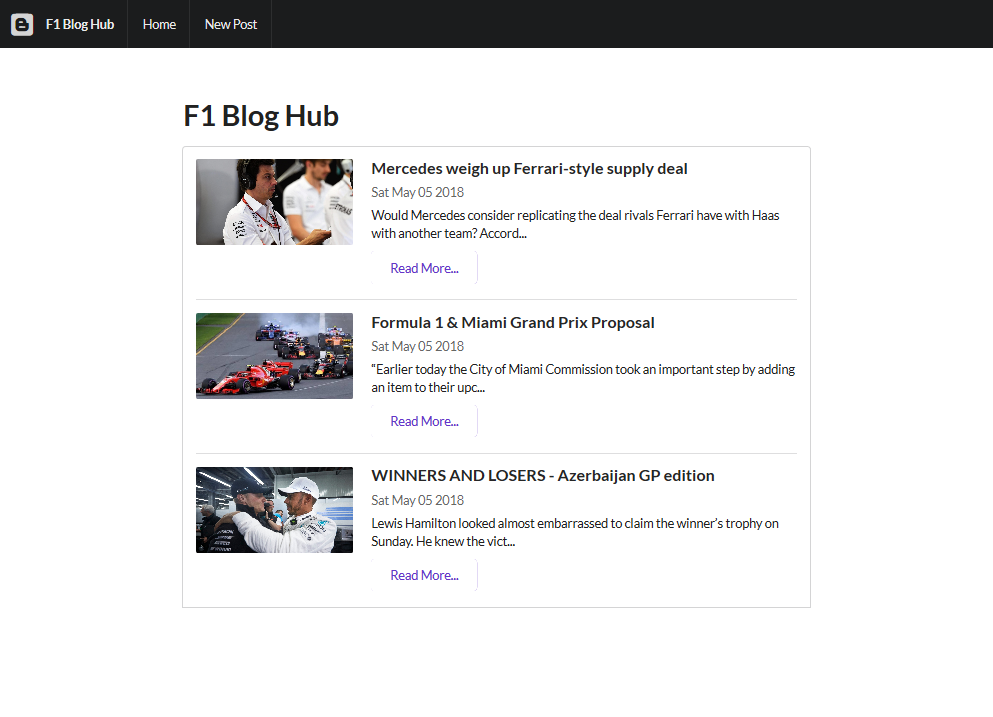 F1 Blog Hub
Home
New Post
F1 Blog Hub
Mercedes weigh up Ferrari-style supply deal
Sat May 05 2018
Would Mercedes consider replicating the deal rivals Ferrari have with Haas
with another team? Accord...
Read More...
Formula 1 & Miami Grand Prix Proposal
Sat May 05 2018
“Earlier today the City of Miami Commission took an important step by adding
an item to their upc...
Read More...
WINNERS AND LOSERS - Azerbaijan GP edition
Sat May 05 2018
Lewis Hamilton looked almost embarrassed to claim the winner’s trophy on
Sunday. He knew the vict...
Read More...